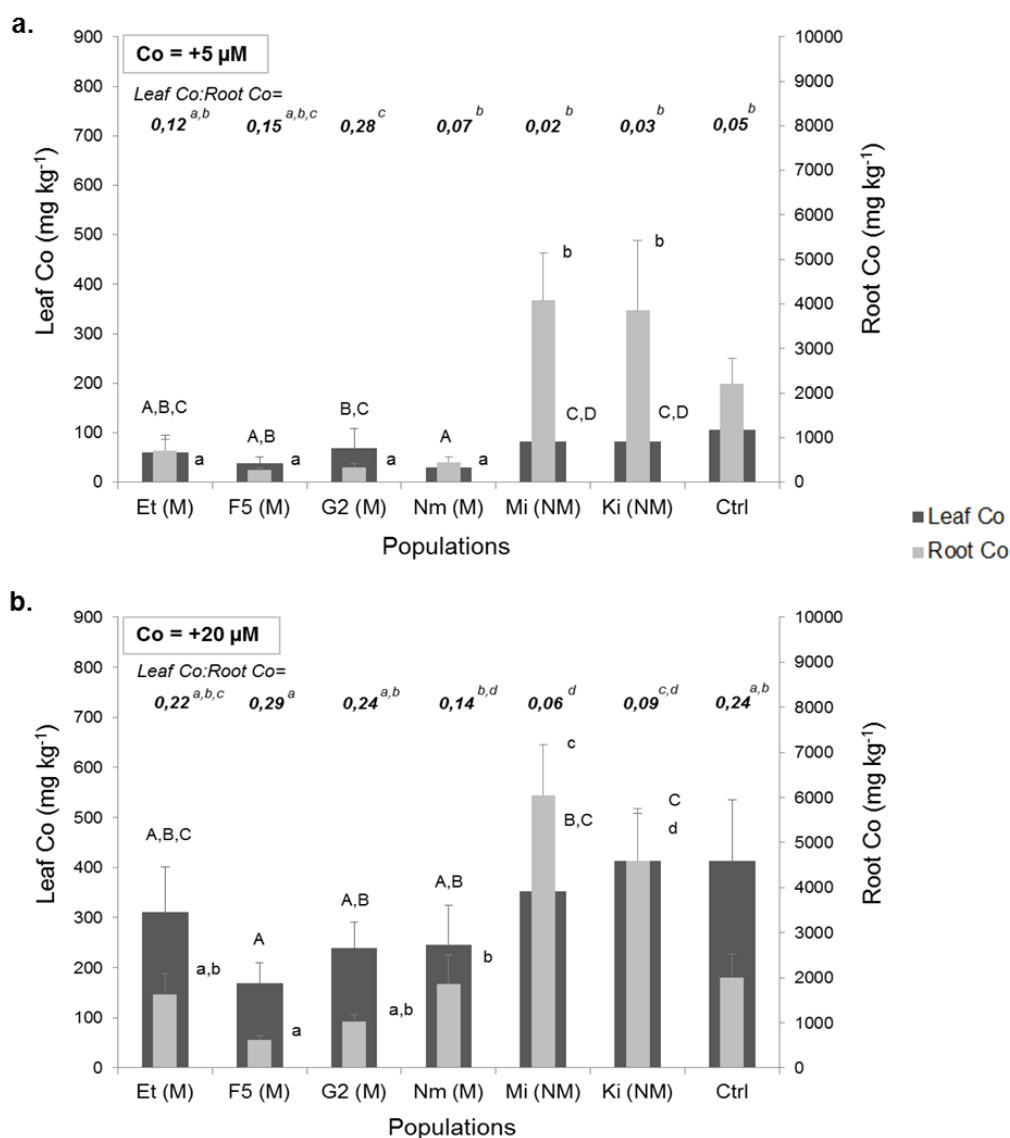 a.
Co = +5 µM
Leaf Co:Root Co=
0,12 a,b 0,15 a,b,c 0,28 c 0,07 b 0,02 b 0,03 b 0,05 b
900
800
700
600
500
400
300
200
100
0
Leaf Co (mg kg-1)
10000
9000
8000
7000
6000
5000
4000
3000
2000
1000
0
Root Co (mg kg-1)
b b
A,B,C A,B B,C A C,D C,D
a a a a
Et (M) F5 (M) G2 (M) Nm (M) Mi (NM) Ki (NM) Ctrl
Populations
Leaf Co
Root Co
b.
Co = +20 µM
Leaf Co:Root Co=
0,22 a,b,c 0,29 a 0,24 a,b 0,14 b,d 0,06 d 0,09 c,d 0,24 a,b
900
800
700
600
500
400
300
200
100
0
Leaf Co (mg kg-1)
10000
9000
8000
7000
6000
5000
4000
3000
2000
1000
0
Root Co (mg kg-1)
c
A,B,C A A,B A,B B,C C
d
a,b a a,b b
Et (M) F5 (M) G2 (M) Nm (M) Mi (NM) Ki (NM) Ctrl
Populations